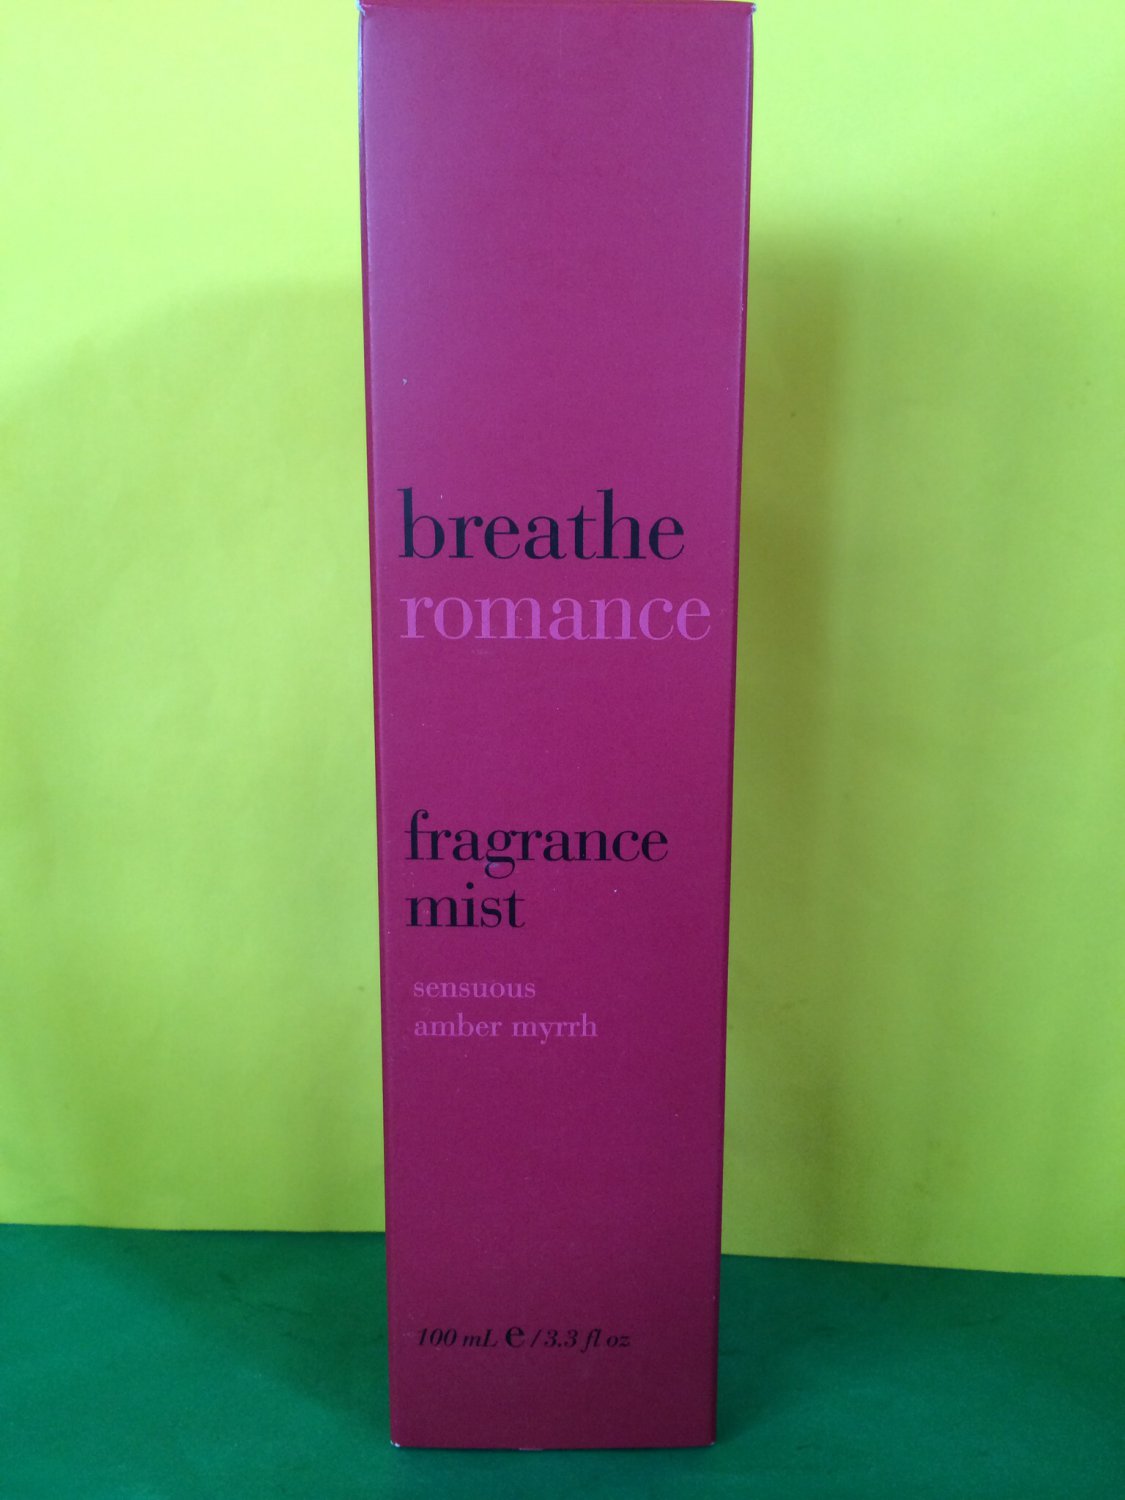 breathe
romance
fragrance
mist
sensuous
amber myrrh
100 mL e / 3.3 fl oz